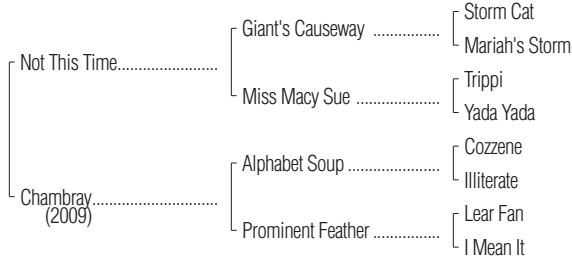 Storm Cat
Giant's Causeway ................
Mariah's Storm
Not This Time........................
Trippi
Miss Macy Sue ....................
Yada Yada
Cozzene
Alphabet Soup ......................
Illiterate
Chambray..............................
(2009)
Lear Fan
Prominent Feather ................
I Mean It